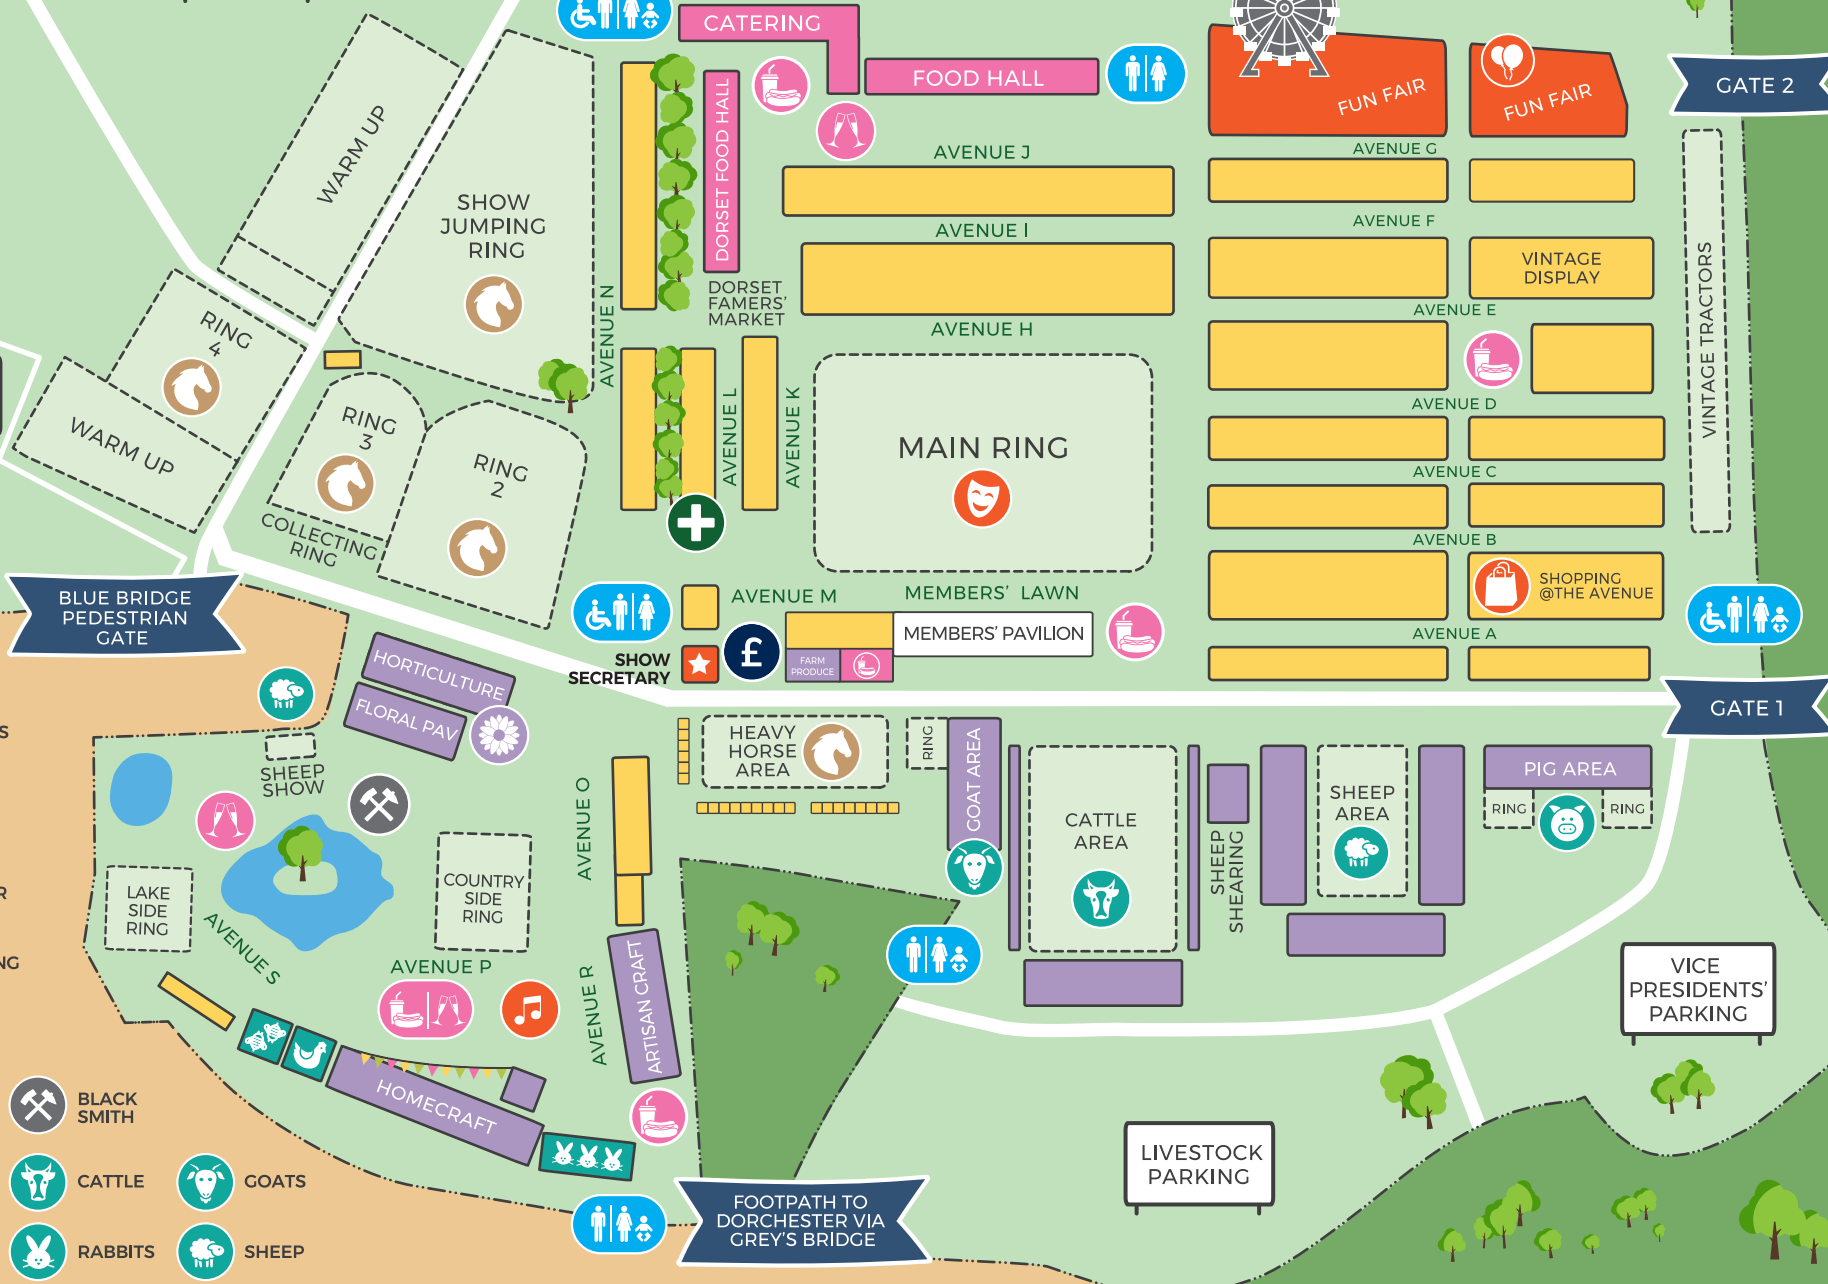 CATERING
FOOD HALL
DORSET FOOD HALL
FUN FAIR
FUN FAIR
GATE 2
WARM UP
SHOW
JUMPING
RING
AVENUE J
AVENUE G
AVENUE I
AVENUE F
VINTAGE
DISPLAY
VINTAGE TRACTORS
DORSET
FAMERS'
MARKET
AVENUE N
AVENUE H
AVENUE E
RING
4
WARM UP
RING
3
RING
2
COLLECTING
RING
AVENUE L
AVENUE K
MAIN RING
AVENUE D
AVENUE C
AVENUE B
SHOPPING
@THE AVENUE
BLUE BRIDGE
PEDESTRIAN
GATE
AVENUE M
MEMBERS' LAWN
MEMBERS' PAVILION
AVENUE A
£
FARM
PRODUCE
SHOW
SECRETARY
HORTICULTURE
FLORAL PAV
GATE 1
HEAVY
HORSE
AREA
RING
GOAT AREA
PIG AREA
RING
RING
SHEEP
SHOW
CATTLE
AREA
SHEEP
SHEARING
SHEEP
AREA
AVENUE O
COUNTRY
SIDE
RING
LAKE
SIDE
RING
AVENUE S
AVENUE P
AVENUE R
ARTISAN CRAFT
VICE
PRESIDENTS'
PARKING
HOMECRAFT
LIVESTOCK
PARKING
FOOTPATH TO
DORCHESTER VIA
GREY'S BRIDGE
S
R
NG
BLACK
SMITH
CATTLE
GOATS
RABBITS
SHEEP